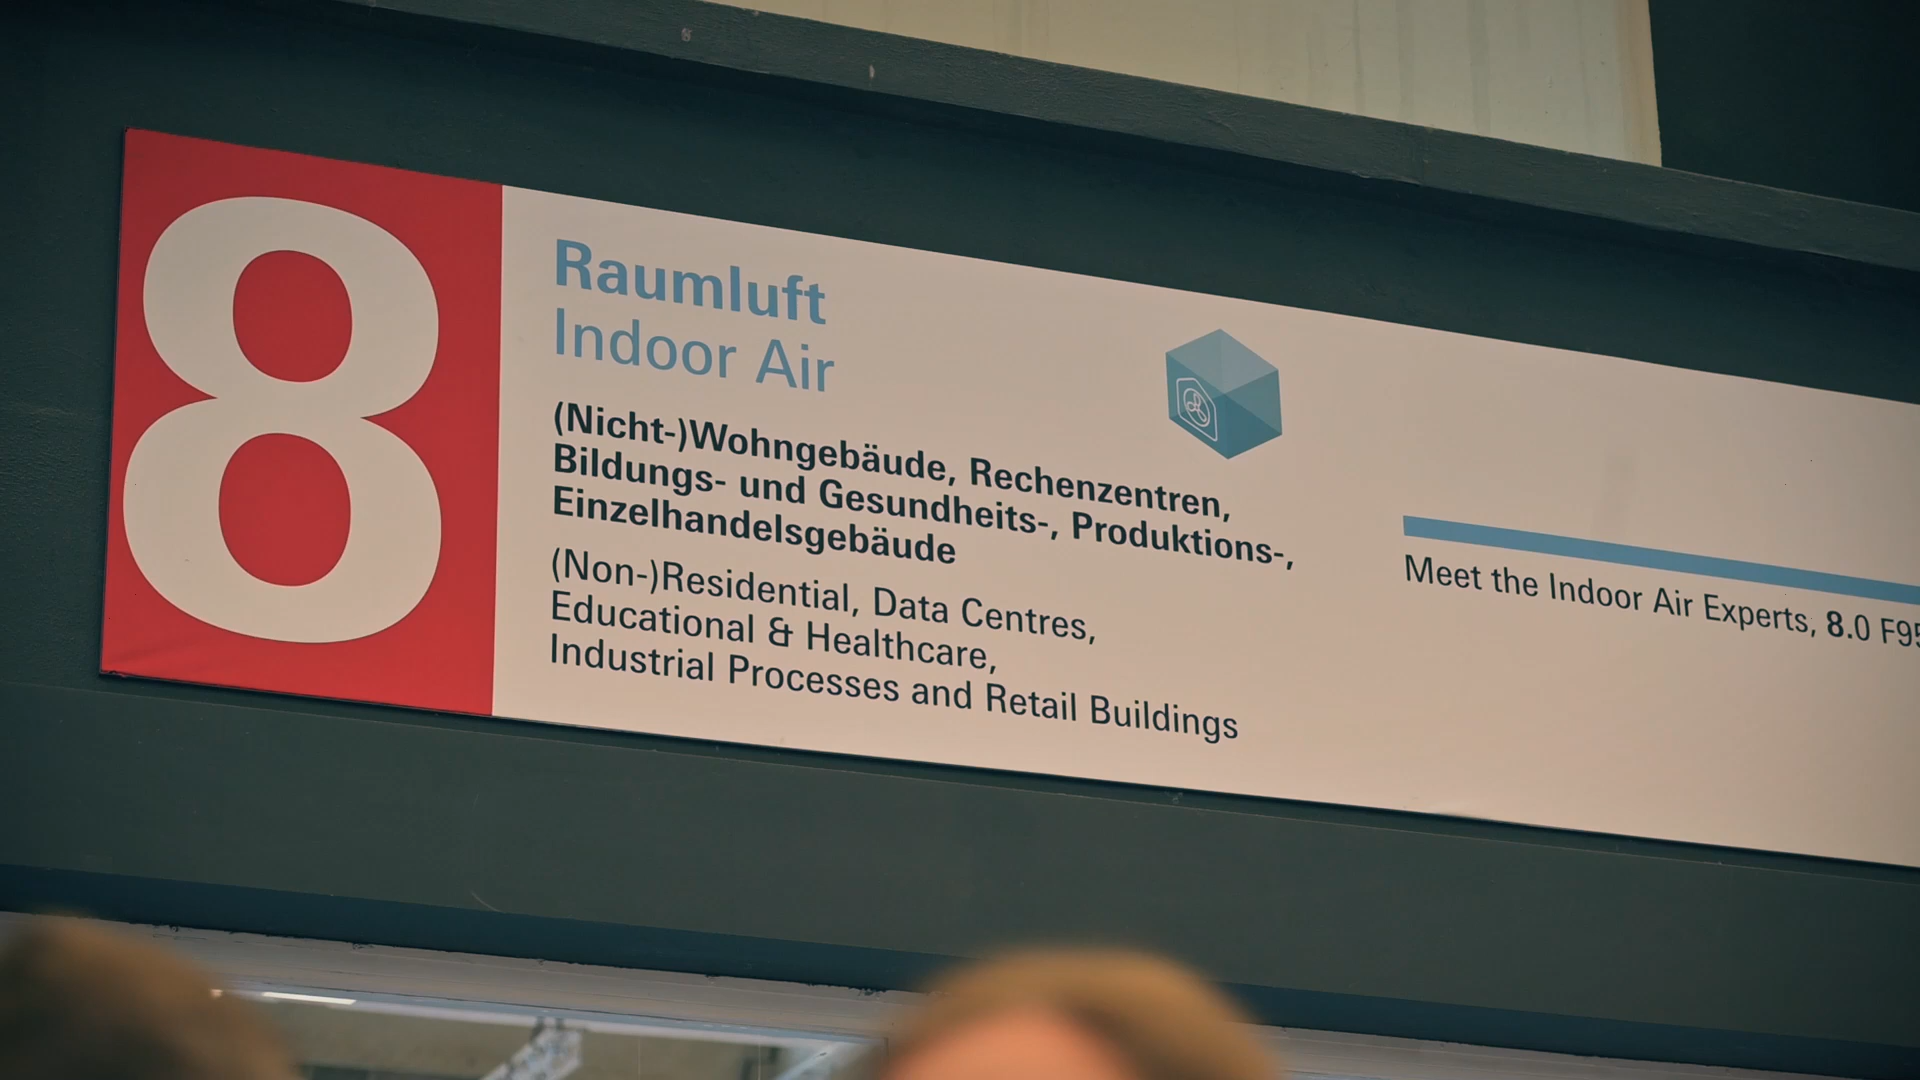 8
Raumluft
Indoor Air
(Nicht-)Wohngebäude, Rechenzentren,
Bildungs- und Gesundheits-, Produktions-,
Einzelhandelsgebäude
(Non-)Residential, Data Centres,
Educational & Healthcare,
Industrial Processes and Retail Buildings
Meet the Indoor Air Experts, 8.0 F95